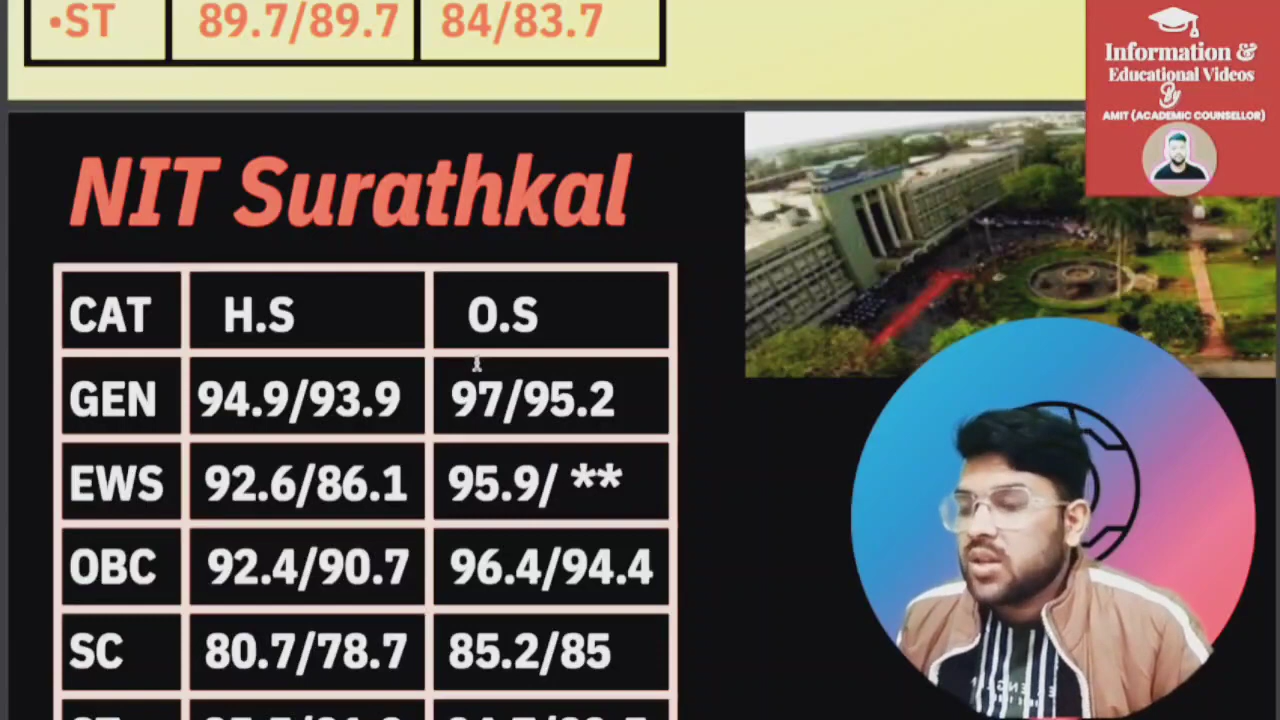 •ST 89.7/89.7 84/83.7
Information &
Educational Videos
By
AMIT (ACADEMIC COUNSELLOR)
NIT Surathkal
CAT H.S O.S
GEN 94.9/93.9 97/95.2
EWS 92.6/86.1 95.9/ **
OBC 92.4/90.7 96.4/94.4
SC 80.7/78.7 85.2/85